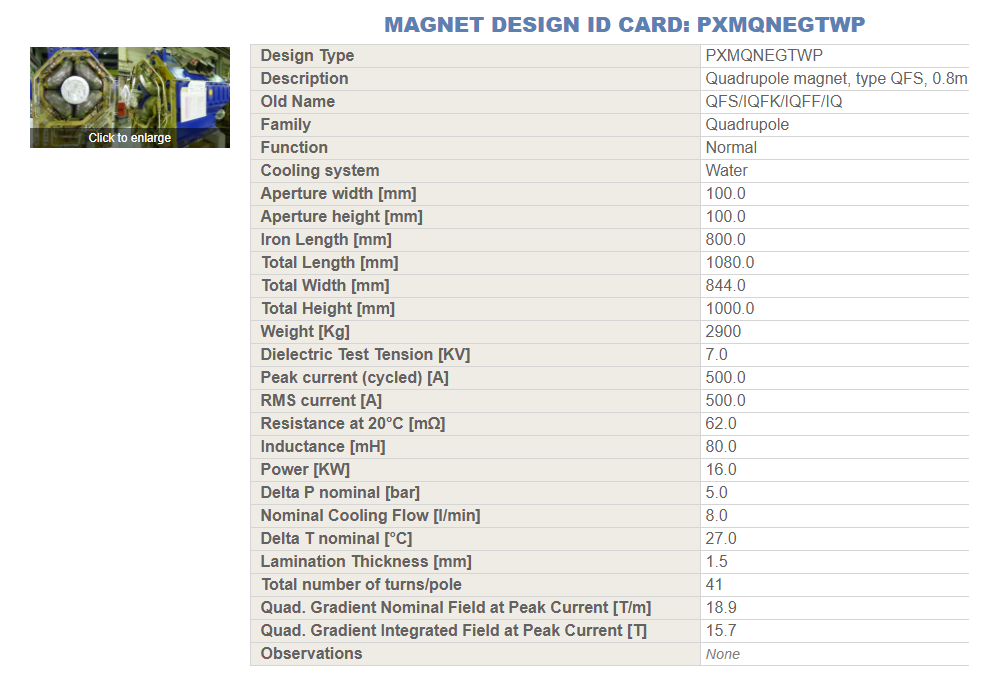 MAGNET DESIGN ID CARD: PXMQNEGTWP
Click to enlarge
Design Type PXMQNEGTWP
Description Quadrupole magnet, type QFS, 0.8m
Old Name QFS/IQFK/IQFF/IQ
Family Quadrupole
Function Normal
Cooling system Water
Aperture width [mm] 100.0
Aperture height [mm] 100.0
Iron Length [mm] 800.0
Total Length [mm] 1080.0
Total Width [mm] 844.0
Total Height [mm] 1000.0
Weight [Kg] 2900
Dielectric Test Tension [KV] 7.0
Peak current (cycled) [A] 500.0
RMS current [A] 500.0
Resistance at 20°C [mΩ] 62.0
Inductance [mH] 80.0
Power [KW] 16.0
Delta P nominal [bar] 5.0
Nominal Cooling Flow [l/min] 8.0
Delta T nominal [°C] 27.0
Lamination Thickness [mm] 1.5
Total number of turns/pole 41
Quad. Gradient Nominal Field at Peak Current [T/m] 18.9
Quad. Gradient Integrated Field at Peak Current [T] 15.7
Observations None